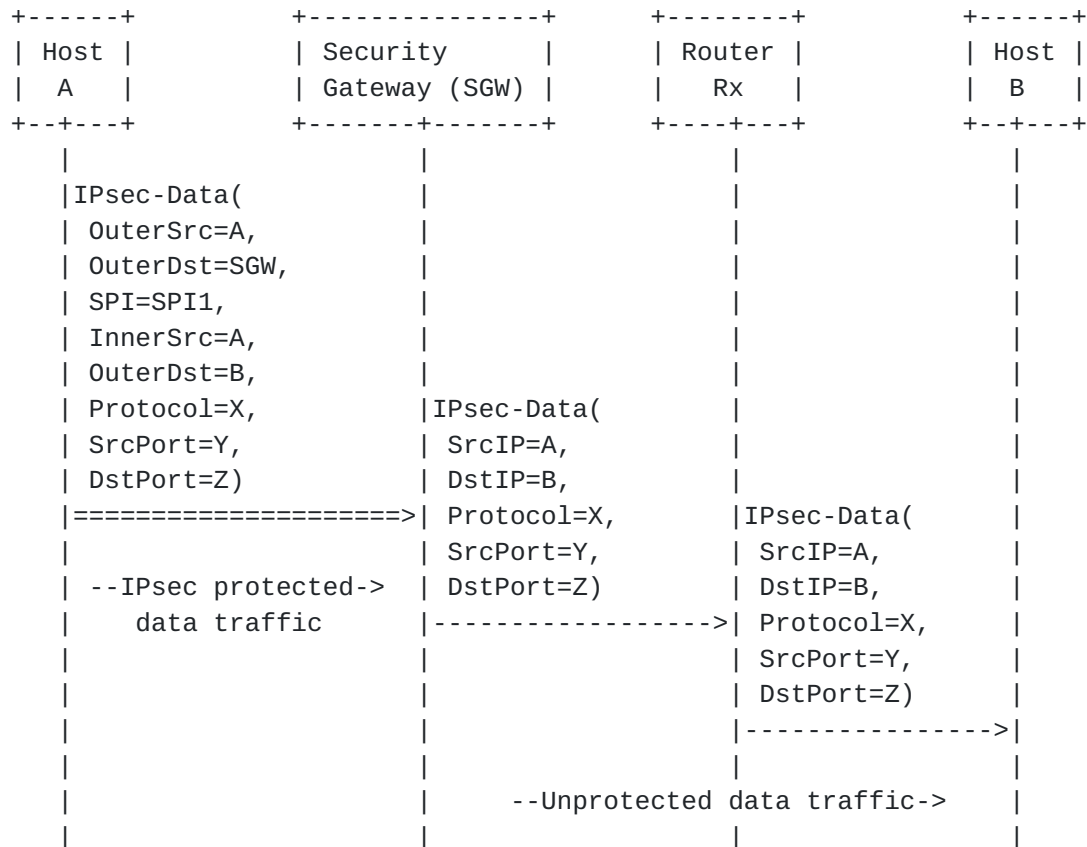 +------+          +---------------+      +--------+          +------+
| Host |          | Security      |      | Router |          | Host |
|  A   |          | Gateway (SGW) |      |   Rx   |          |  B   |
+--+---+          +-------+-------+      +----+---+          +--+---+
   |                      |                   |                 |
   |IPsec-Data(           |                   |                 |
   | OuterSrc=A,          |                   |                 |
   | OuterDst=SGW,        |                   |                 |
   | SPI=SPI1,            |                   |                 |
   | InnerSrc=A,          |                   |                 |
   | OuterDst=B,          |                   |                 |
   | Protocol=X,          |IPsec-Data(        |                 |
   | SrcPort=Y,           | SrcIP=A,          |                 |
   | DstPort=Z)           | DstIP=B,          |                 |
   |=====================>| Protocol=X,       |IPsec-Data(      |
   |                      | SrcPort=Y,        | SrcIP=A,        |
   | --IPsec protected->  | DstPort=Z)        | DstIP=B,        |
   |    data traffic      |------------------>| Protocol=X,     |
   |                      |                   | SrcPort=Y,      |
   |                      |                   | DstPort=Z)      |
   |                      |                   |---------------->|
   |                      |                   |                 |
   |                      |     --Unprotected data traffic->    |
   |                      |                   |                 |